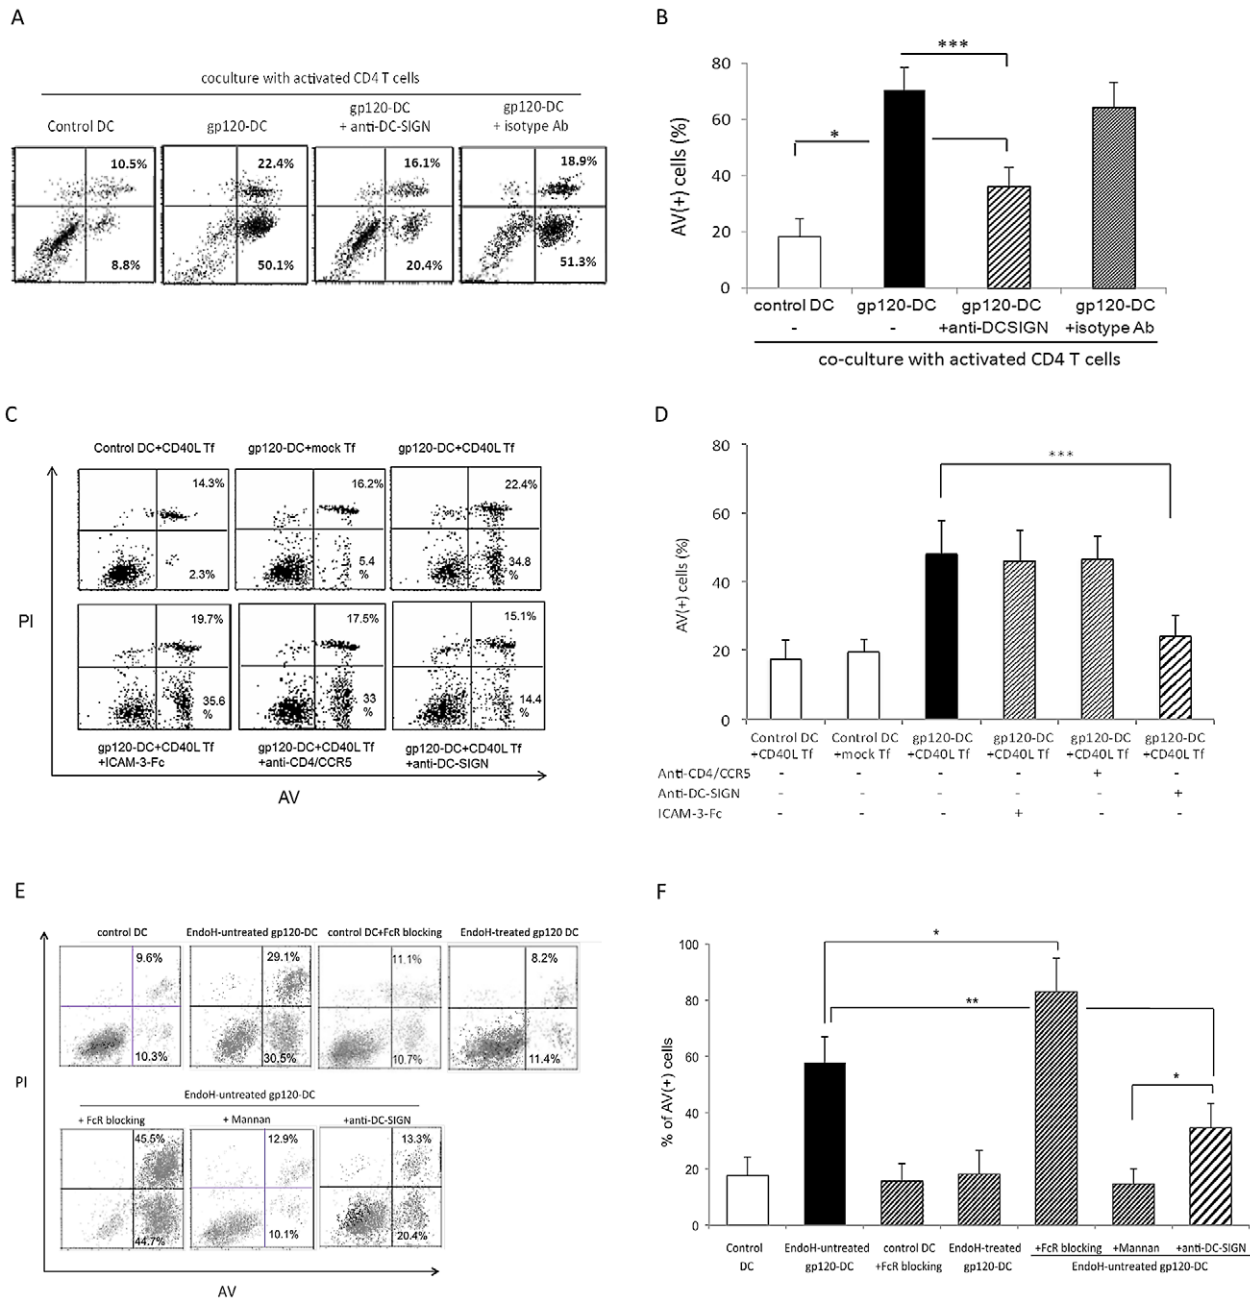 A
coculture with activated CD4 T cells
Control DC
gp120-DC
gp120-DC
+ anti-DC-SIGN
gp120-DC
+ isotype Ab
10.5%
22.4%
16.1%
18.9%
8.8%
50.1%
20.4%
51.3%
B
AV(+) cells (%)
80
60
40
20
0
***
*
control DC
gp120-DC
gp120-DC
gp120-DC
-
-
+anti-DCSIGN
+isotype Ab
co-culture with activated CD4 T cells
C
Control DC+CD40L Tf
gp120-DC+mock Tf
gp120-DC+CD40L Tf
14.3%
16.2%
22.4%
2.3%
5.4
%
34.8
%
PI
19.7%
17.5%
15.1%
35.6
%
33
%
14.4
%
gp120-DC+CD40L Tf
+ICAM-3-Fc
gp120-DC+CD40L Tf
+anti-CD4/CCR5
gp120-DC+CD40L Tf
+anti-DC-SIGN
AV
D
AV(+) cells (%)
80
60
40
20
0
***
Control DC
+CD40L Tf
Control DC
+mock Tf
gp120-DC
+CD40L Tf
gp120-DC
+CD40L Tf
gp120-DC
+CD40L Tf
gp120-DC
+CD40L Tf
Anti-CD4/CCR5 - - - - + -
Anti-DC-SIGN - - - - - +
ICAM-3-Fc - - - + - -
E
control DC
EndoH-untreated gp120-DC
control DC+FcR blocking
EndoH-treated gp120 DC
9.6%
29.1%
11.1%
8.2%
10.3%
30.5%
10.7%
11.4%
PI
EndoH-untreated gp120-DC
+ FcR blocking
+ Mannan
+anti-DC-SIGN
45.5%
12.9%
13.3%
44.7%
10.1%
20.4%
AV
F
% of AV(+) cells
100
80
60
40
20
0
*
**
*
Control
DC
EndoH-untreated
gp120-DC
control DC
+FcR blocking
EndoH-treated
gp120-DC
+FcR blocking
+Mannan
+anti-DC-SIGN
EndoH-untreated gp120-DC